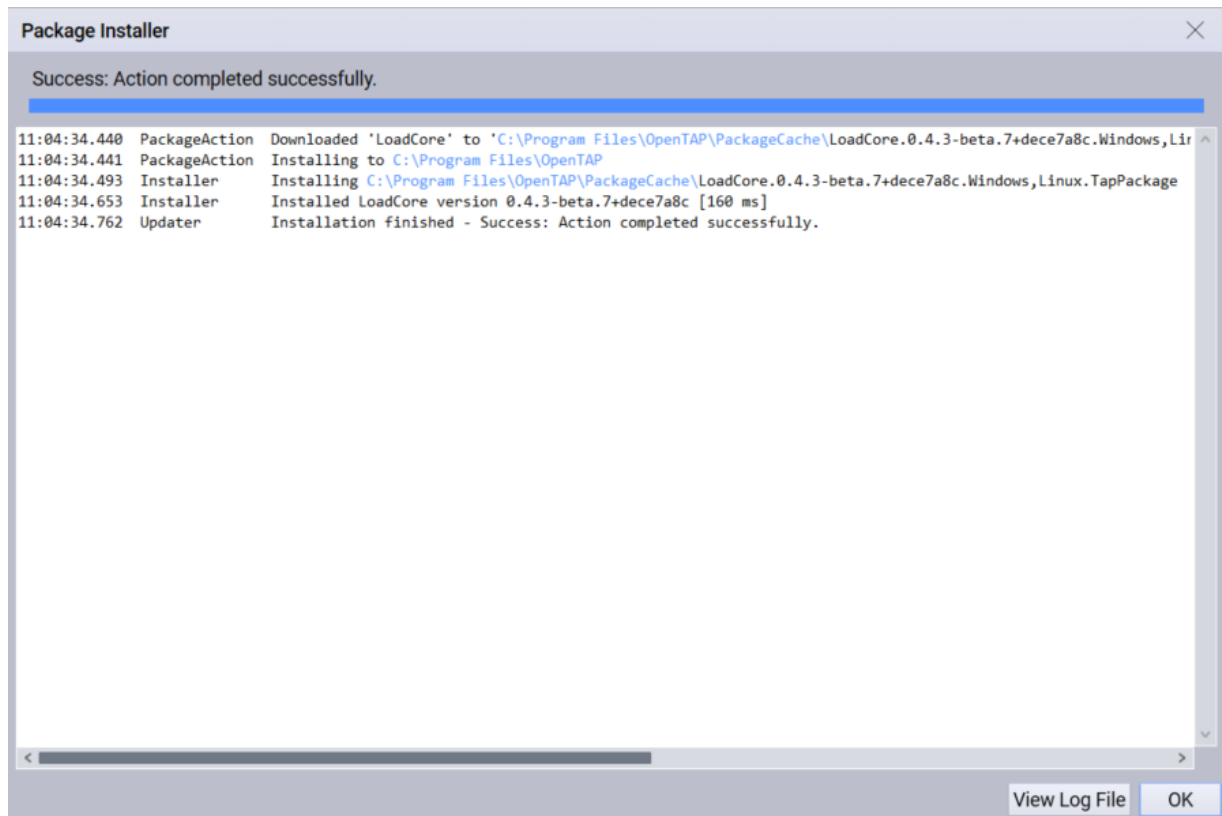 Package Installer
Success: Action completed successfully.
11:04:34.440 PackageAction Downloaded 'LoadCore' to 'C:\Program Files\OpenTAP\PackageCache\LoadCore.0.4.3-beta.7+dece7a8c.Windows,Lir
11:04:34.441 PackageAction Installing to C:\Program Files\OpenTAP
11:04:34.493 Installer Installing C:\Program Files\OpenTAP\PackageCache\LoadCore.0.4.3-beta.7+dece7a8c.Windows,Linux.TapPackage
11:04:34.653 Installer Installed LoadCore version 0.4.3-beta.7+dece7a8c [160 ms]
11:04:34.762 Updater Installation finished - Success: Action completed successfully.
View Log File OK